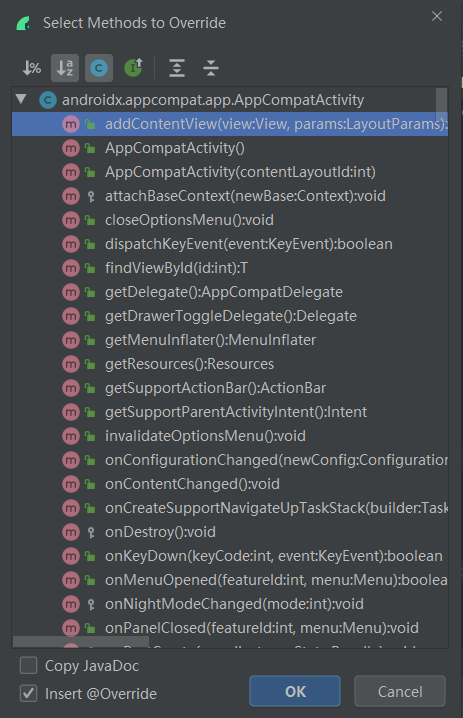 Select Methods to Override
androidx.appcompat.app.AppCompatActivity
addContentView(view:View, params:LayoutParams):
AppCompatActivity()
AppCompatActivity(contentLayoutId:int)
attachBaseContext(newBase:Context):void
closeOptionsMenu():void
dispatchKeyEvent(event:KeyEvent):boolean
findViewById(id:int):T
getDelegate():AppCompatDelegate
getDrawerToggleDelegate():Delegate
getMenuInflater():MenuInflater
getResources():Resources
getSupportActionBar():ActionBar
getSupportParentActivityIntent():Intent
invalidateOptionsMenu():void
onConfigurationChanged(newConfig:Configuration
onContentChanged():void
onCreateSupportNavigateUpTaskStack(builder:Task
onDestroy():void
onKeyDown(keyCode:int, event:KeyEvent):boolean
onMenuOpened(featureId:int, menu:Menu):boolea
onNightModeChanged(mode:int):void
onPanelClosed(featureId:int, menu:Menu):void
Copy JavaDoc
Insert @Override
OK
Cancel